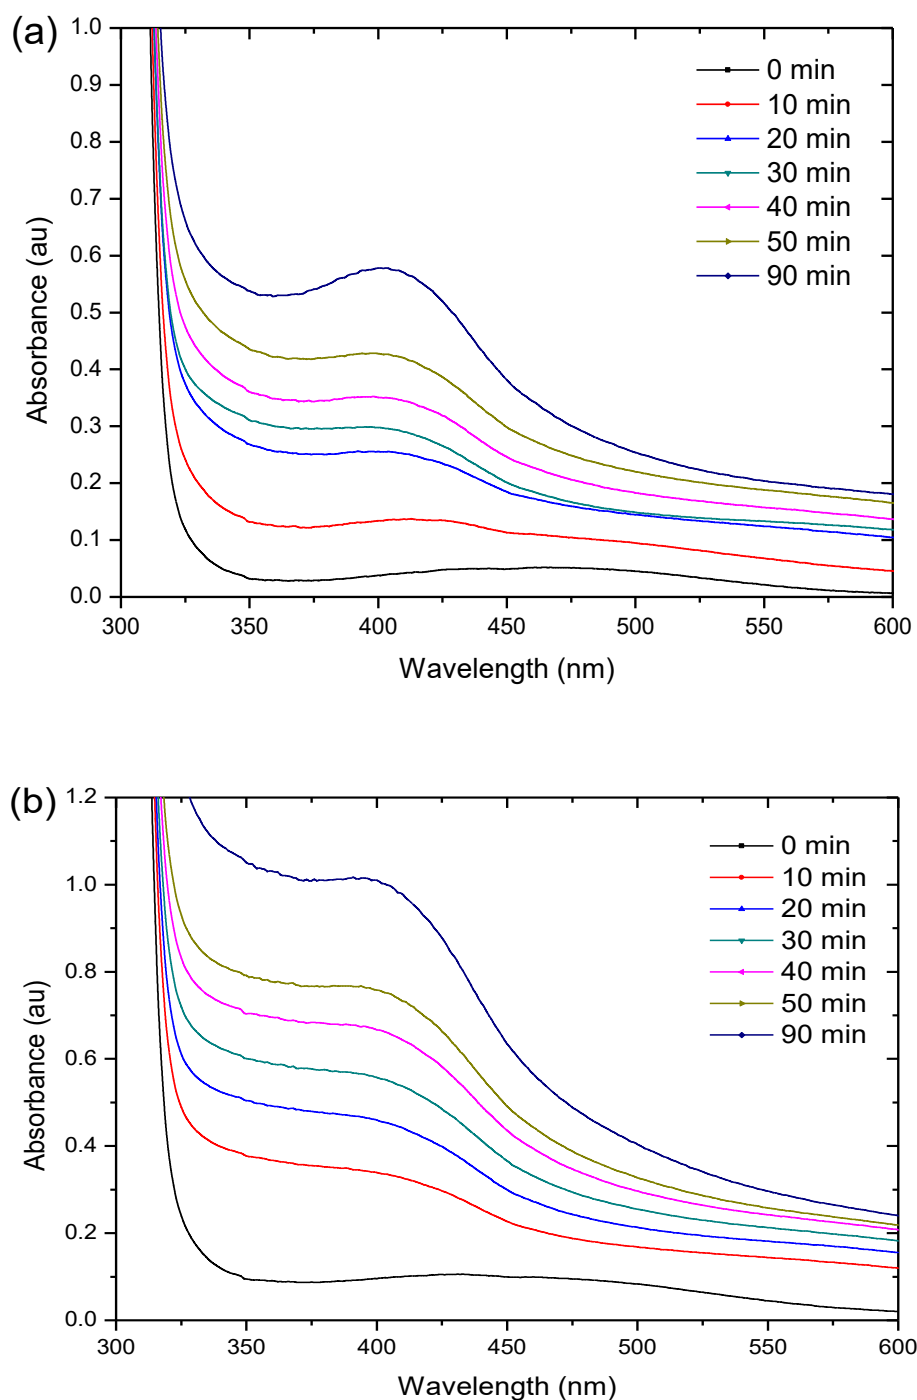 (a)
1.0
0.9
0.8
0.7
0.6
0.5
0.4
0.3
0.2
0.1
0.0
Absorbance (au)
0 min
10 min
20 min
30 min
40 min
50 min
90 min
300 350 400 450 500 550 600
Wavelength (nm)
(b)
1.2
1.0
0.8
0.6
0.4
0.2
0.0
Absorbance (au)
0 min
10 min
20 min
30 min
40 min
50 min
90 min
300 350 400 450 500 550 600
Wavelength (nm)